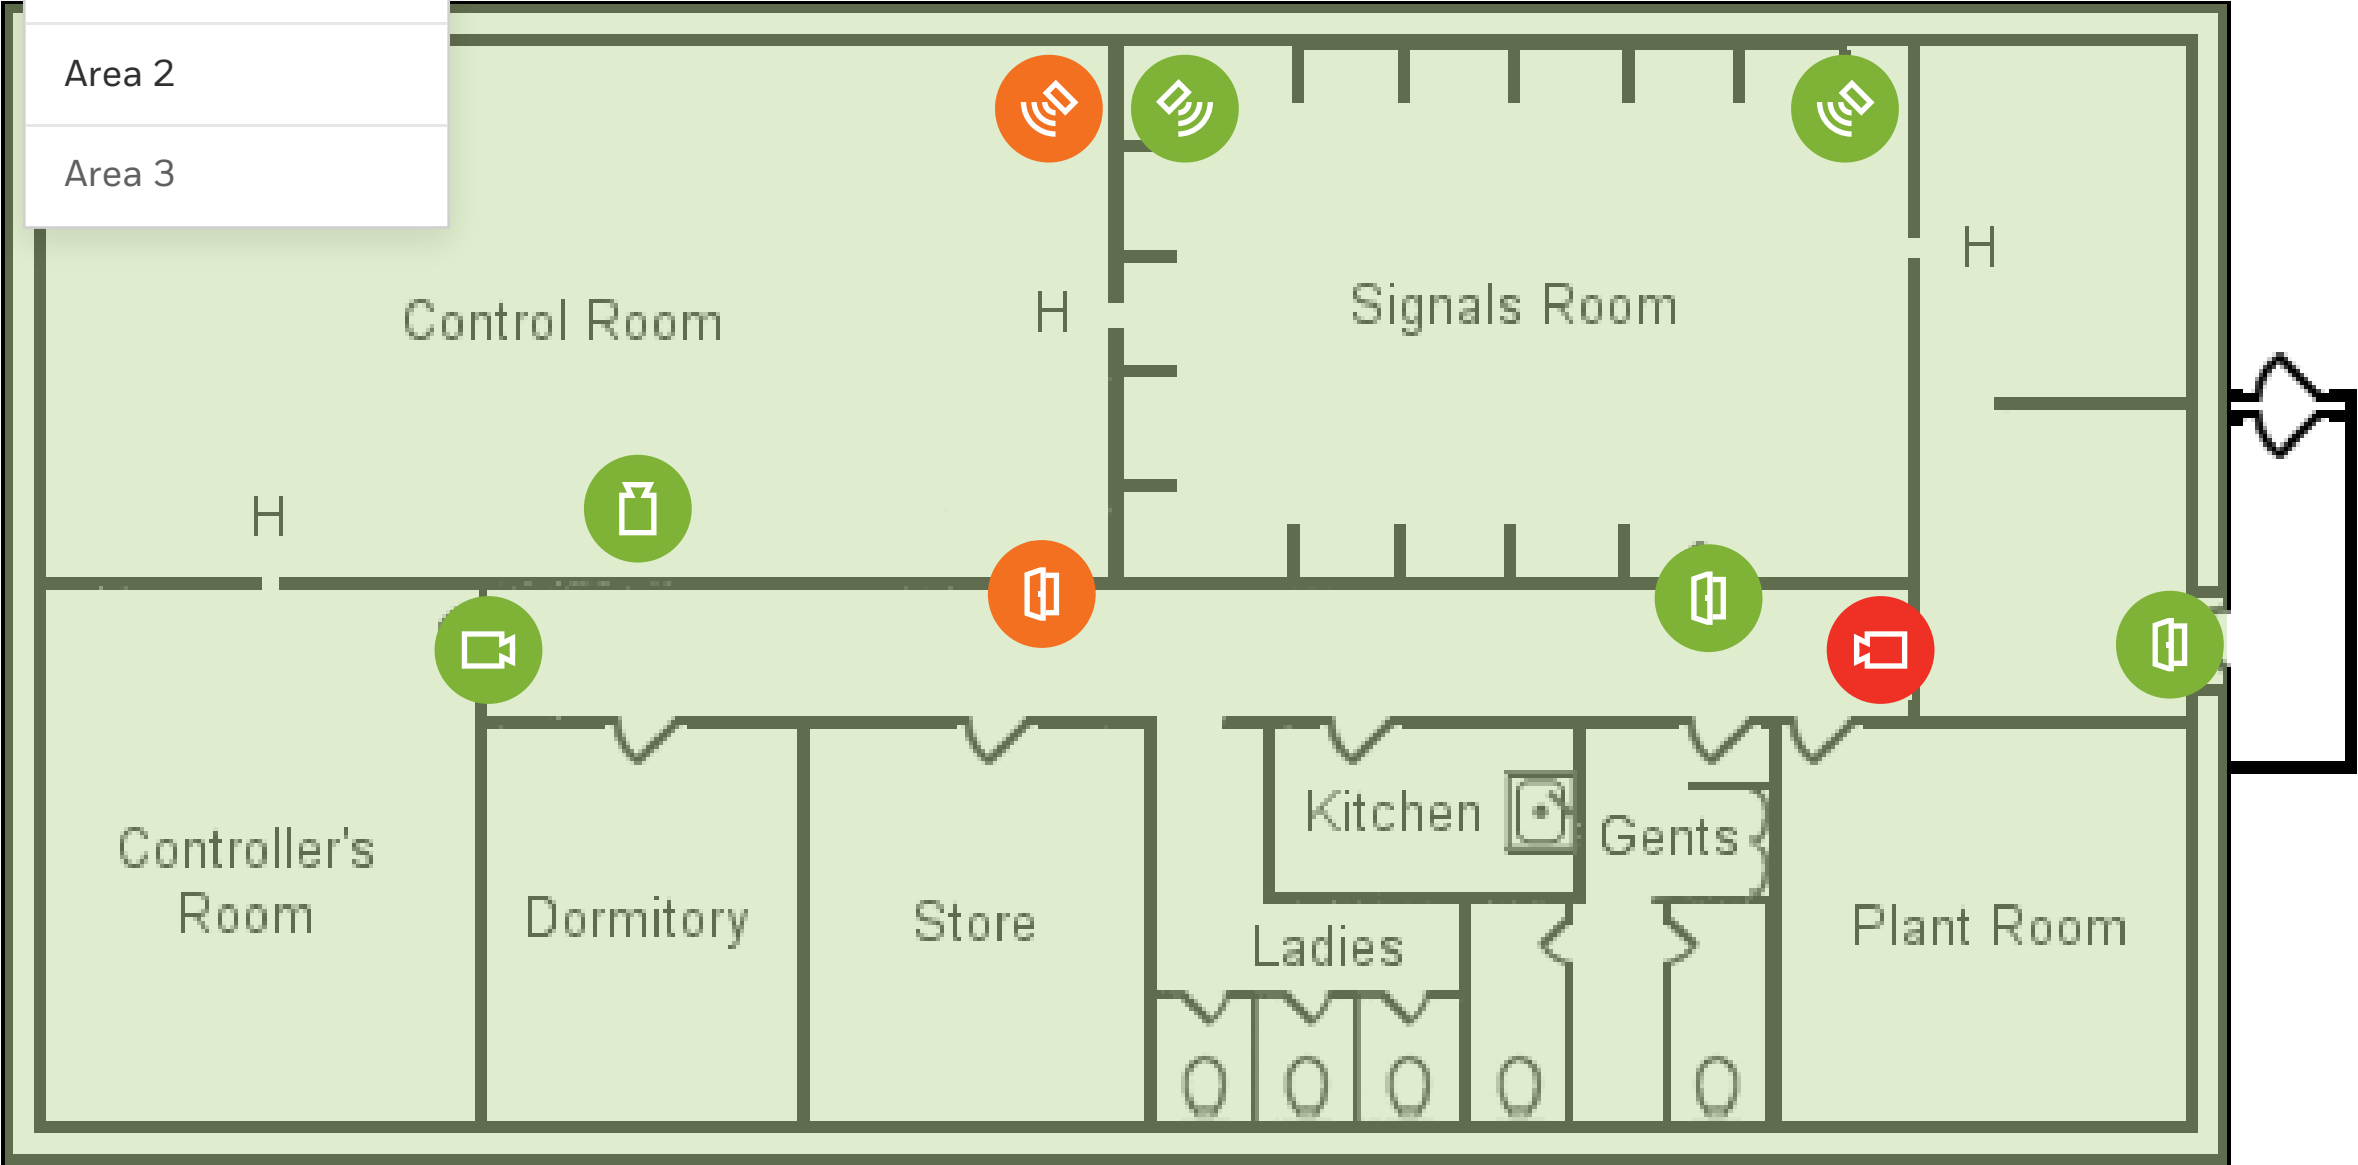 Area 2
Area 3
H
Signals Room
Control Room
H
H
Controller's
Room
Kitchen
Gents
Dormitory
Store
Ladies
Plant Room